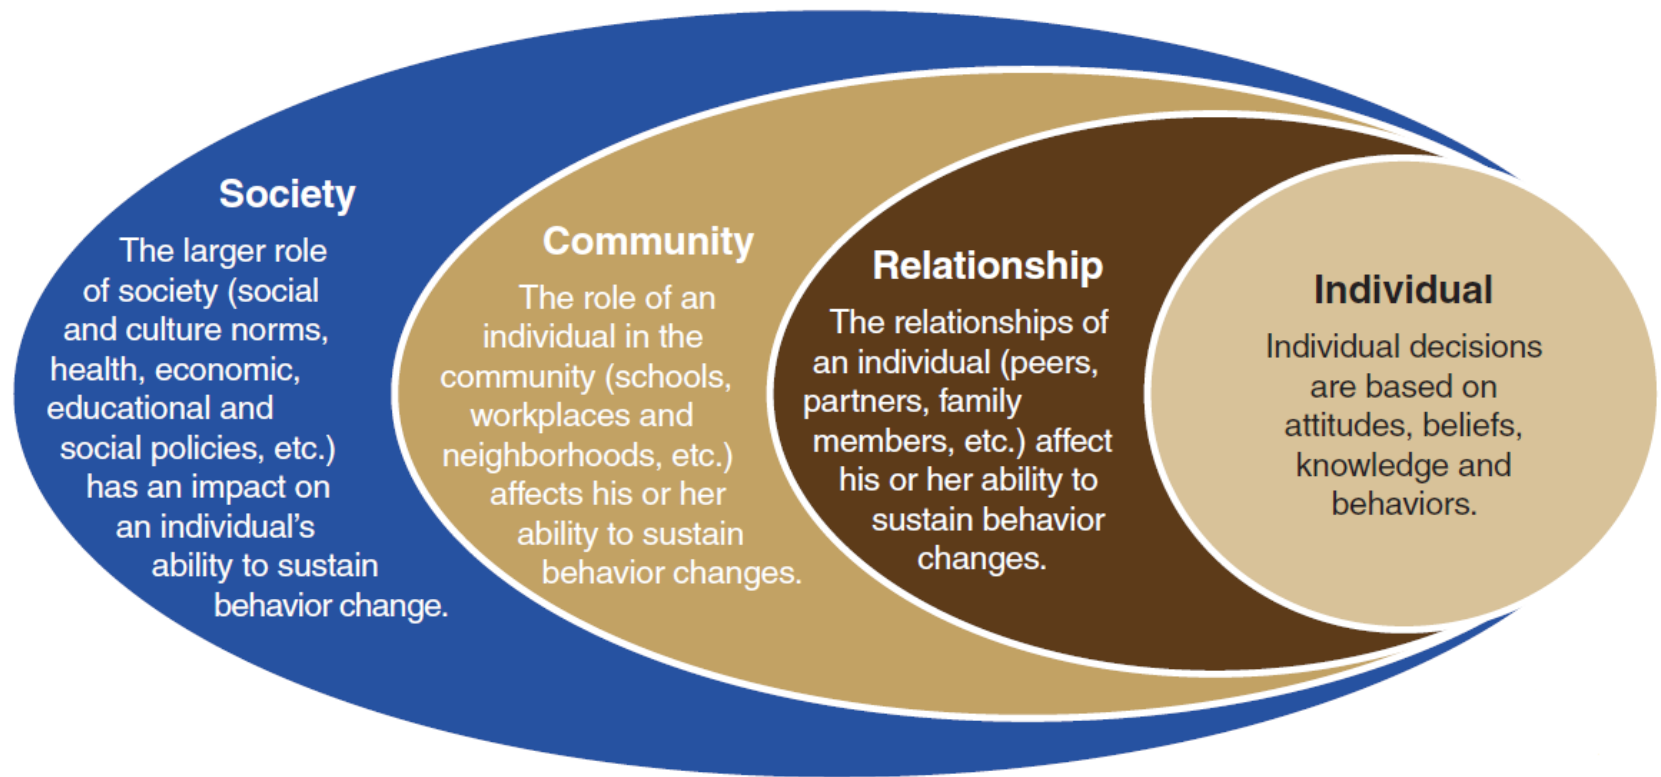 Society
The larger role
of society (social
and culture norms,
health, economic,
educational and
social policies, etc.)
has an impact on
an individual’s
ability to sustain
behavior change.
Community
The role of an
individual in the
community (schools,
workplaces and
neighborhoods, etc.)
affects his or her
ability to sustain
behavior changes.
Relationship
The relationships of
an individual (peers,
partners, family
members, etc.) affect
his or her ability to
sustain behavior
changes.
Individual
Individual decisions
are based on
attitudes, beliefs,
knowledge and
behaviors.